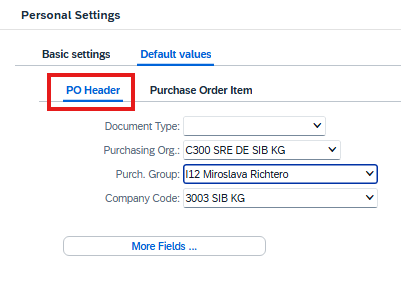 Personal Settings
Basic settings Default values
PO Header Purchase Order Item
Document Type:
Purchasing Org.: C300 SRE DE SIB KG
Purch. Group: I12 Miroslava Richtero
Company Code: 3003 SIB KG
More Fields ...